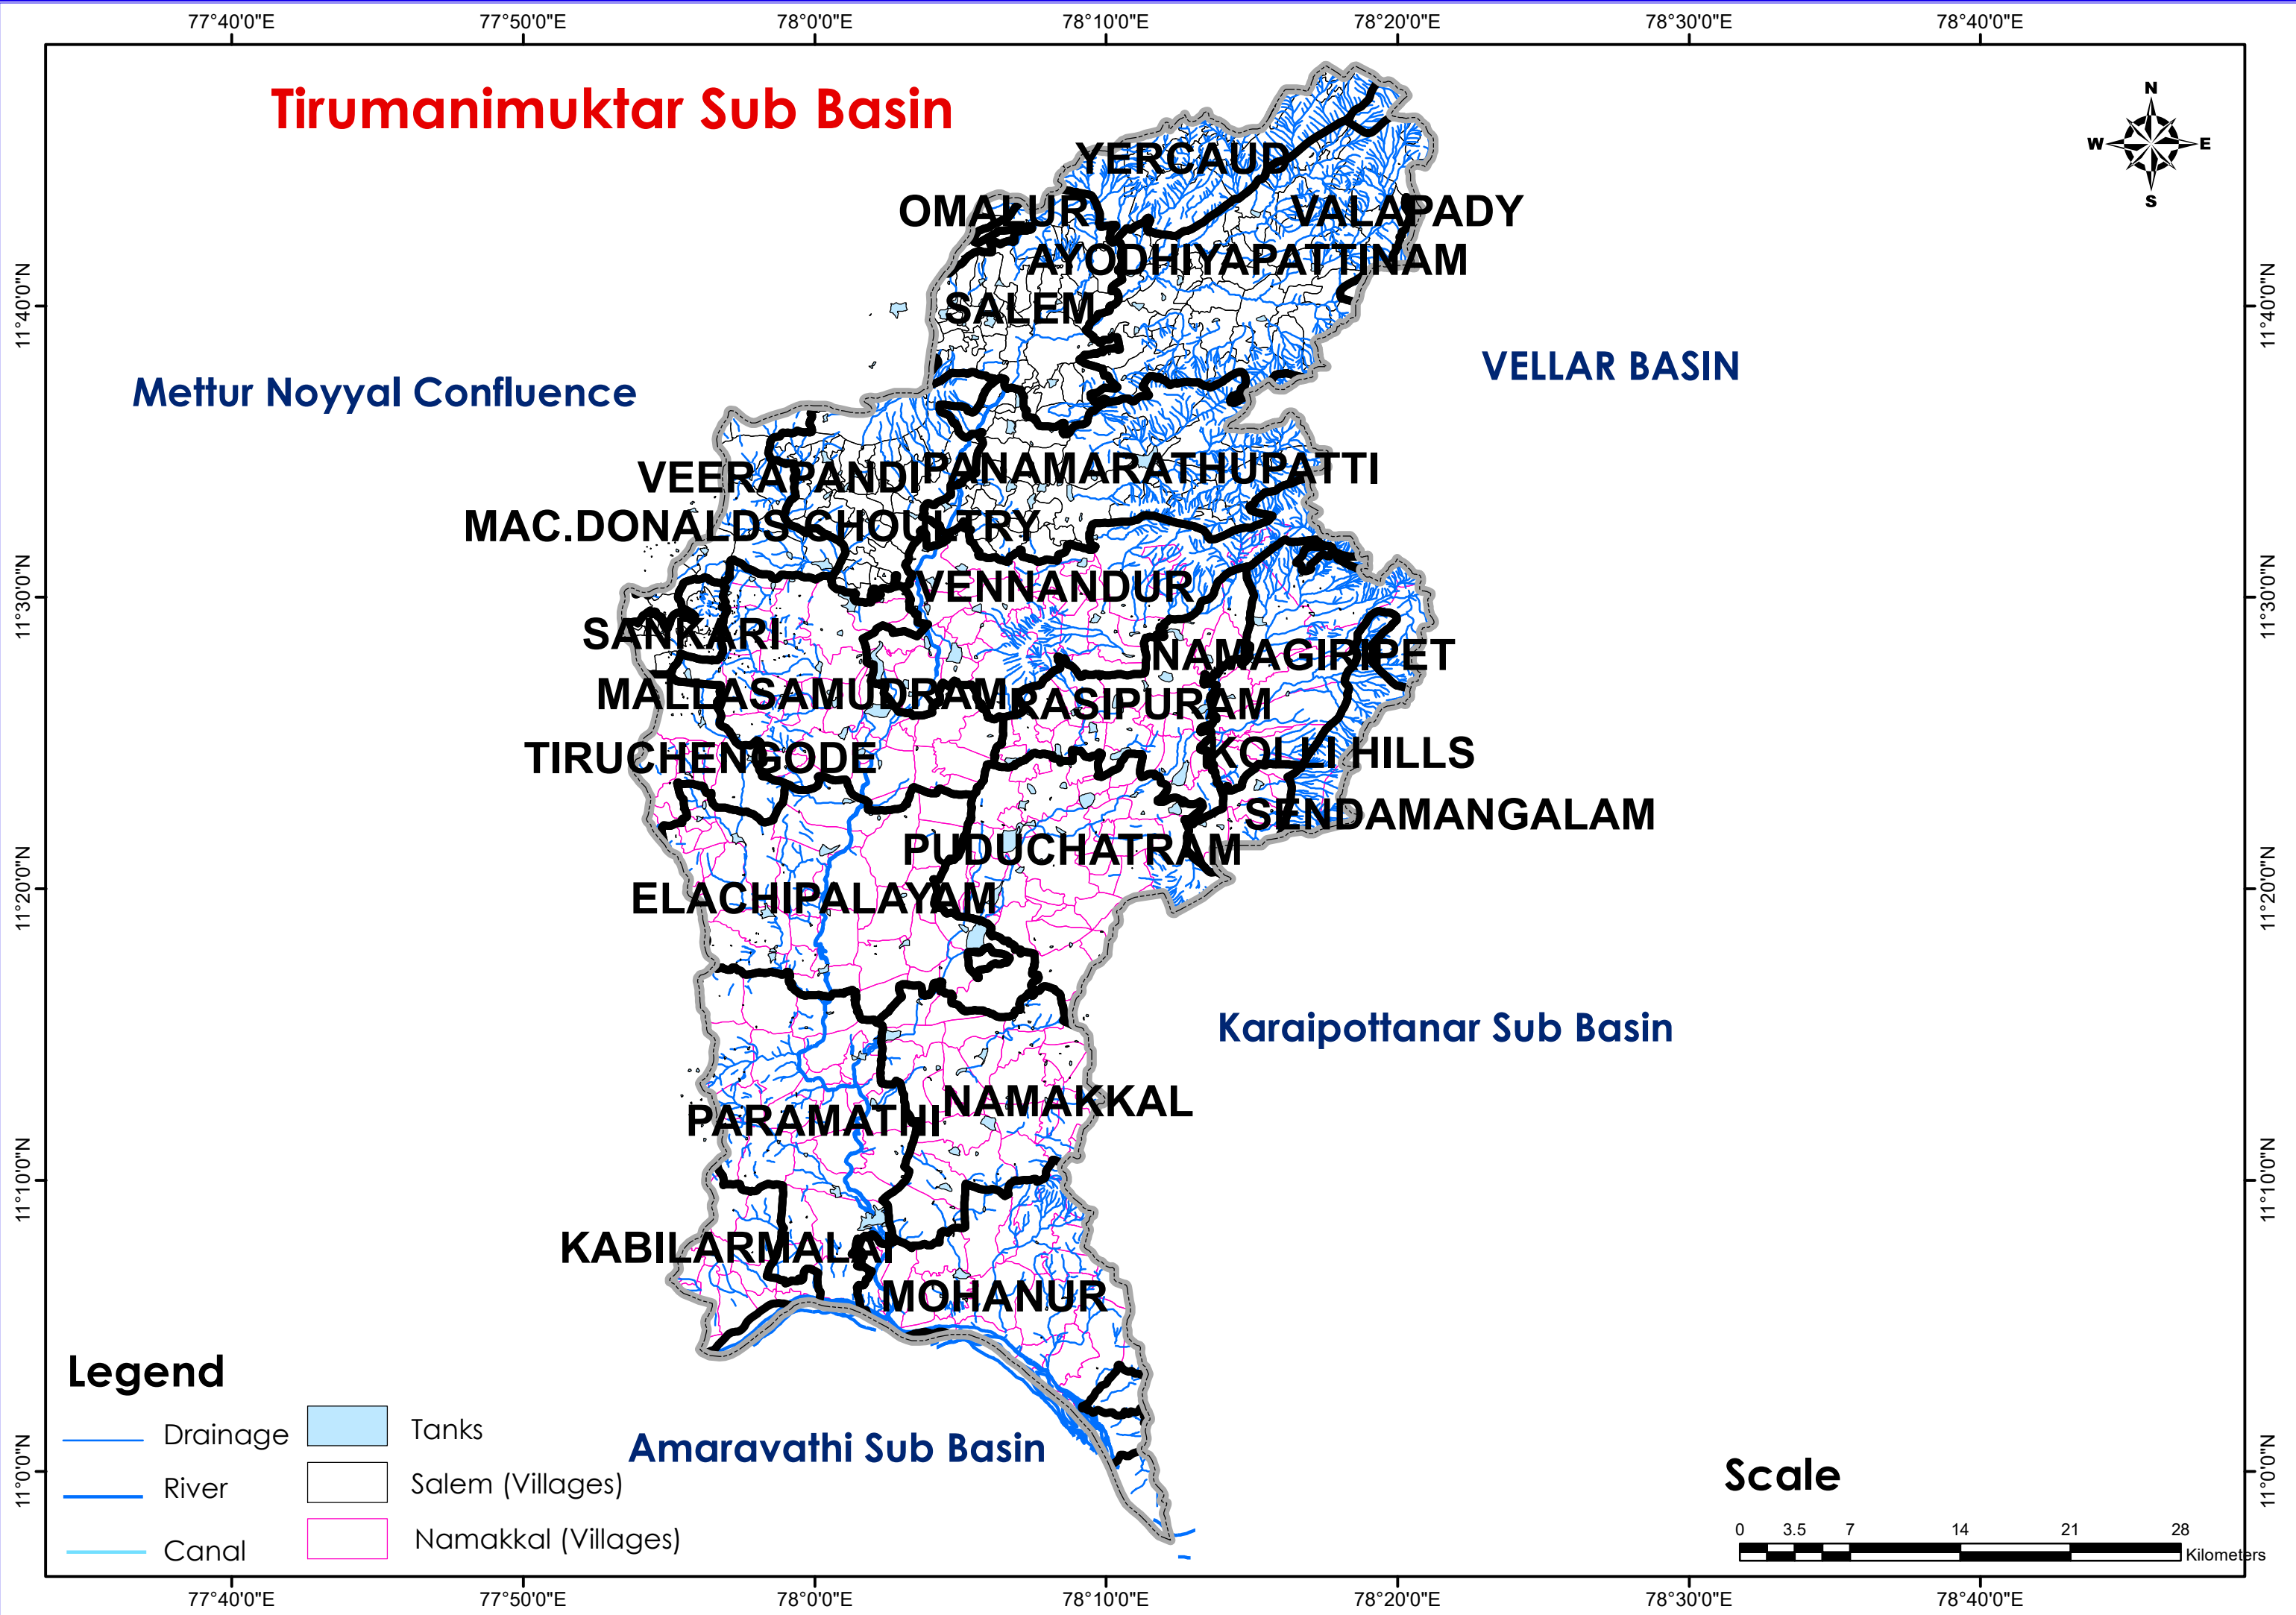 77°40'0"E 77°50'0"E 78°0'0"E 78°10'0"E 78°20'0"E 78°30'0"E 78°40'0"E
Tirumanimuktar Sub Basin
N
W E
S
YERCAUD
OMALUR
VALAPADY
AYODHIYAPATTINAM
SALEM
11°40'0"N
11°40'0"N
VELLAR BASIN
Mettur Noyyal Confluence
VEERAPANDI
PANAMARATHUPATTI
MAC.DONALDS CHOULTRY
VENNANDUR
11°30'0"N
11°30'0"N
SANKARI
NAMAGIRIPET
MALLASAMUDRAM
RASIPURAM
TIRUCHENGODE
KOLLI HILLS
SENDAMANGALAM
PUDUCHATRAM
ELACHIPALAYAM
11°20'0"N
11°20'0"N
Karaipottanar Sub Basin
NAMAKKAL
PARAMATHI
11°10'0"N
11°10'0"N
KABILARMALAI
MOHANUR
Legend
Drainage
River
Canal
Tanks
Salem (Villages)
Namakkal (Villages)
Amaravathi Sub Basin
11°0'0"N
11°0'0"N
Scale
0 3.5 7 14 21 28
Kilometers
77°40'0"E 77°50'0"E 78°0'0"E 78°10'0"E 78°20'0"E 78°30'0"E 78°40'0"E